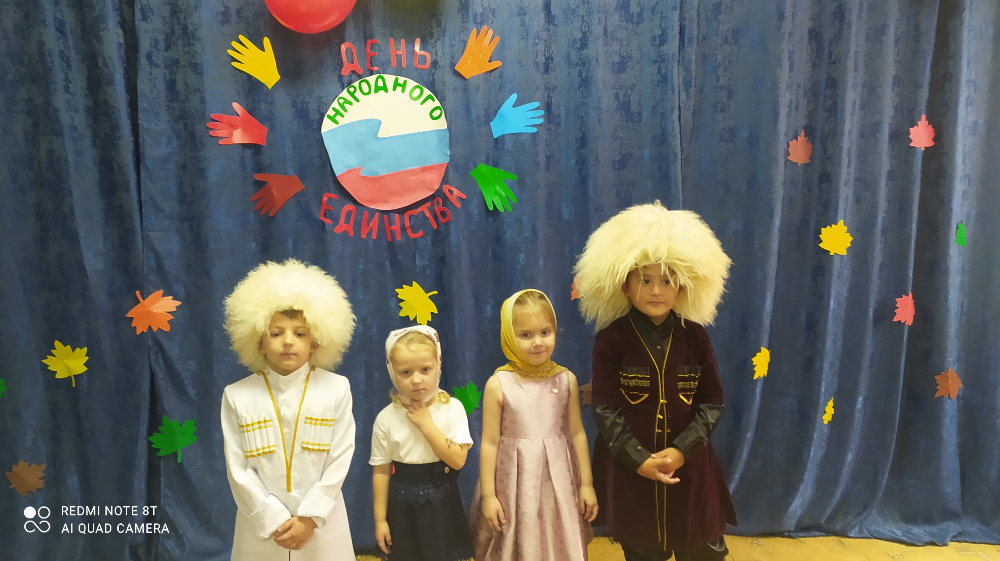 ДЕНЬ
НАРОДНОГО
ЕДИНСТВА
REDMI NOTE 8T
AI QUAD CAMERA